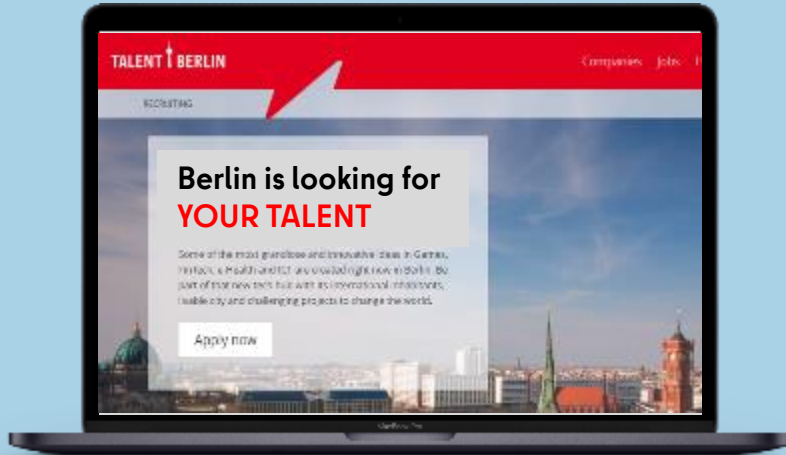 TALENT BERLIN
Companies Jobs
RECRUITING
Berlin is looking for
YOUR TALENT
Some of the most grandiose and innovative ideas in Games,
FinTech, e-Health and ICT are created right now in Berlin. Be
part of that new tech hub with its international inhabitants,
livable city and challenging projects to change the world.
Apply now
MacBook Pro